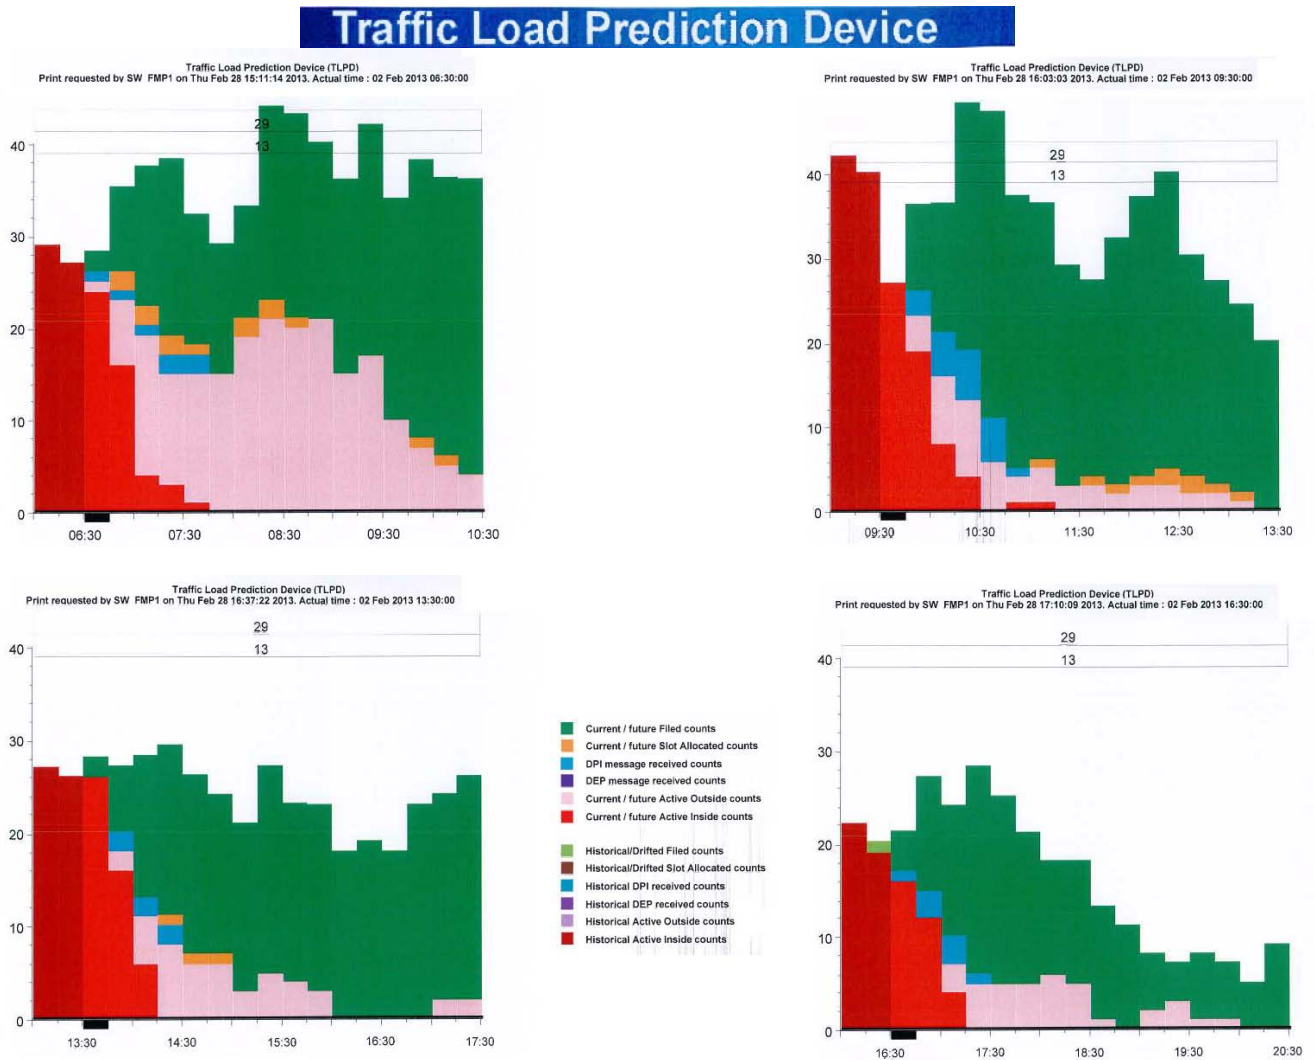 Traffic Load Prediction Device
Traffic Load Prediction Device (TLPD)
Print requested by SW FMP1 on Thu Feb 28 15:11:14 2013. Actual time : 02 Feb 2013 06:30:00
29
13
40
30
20
10
0
06:30 07:30 08:30 09:30 10:30
Traffic Load Prediction Device (TLPD)
Print requested by SW FMP1 on Thu Feb 28 16:03:03 2013. Actual time : 02 Feb 2013 09:30:00
29
13
40
30
20
10
0
09:30 10:30 11:30 12:30 13:30
Traffic Load Prediction Device (TLPD)
Print requested by SW FMP1 on Thu Feb 28 16:37:22 2013. Actual time : 02 Feb 2013 13:30:00
29
13
40
30
20
10
0
13:30 14:30 15:30 16:30 17:30
Current / future Filed counts
Current / future Slot Allocated counts
DPI message received counts
DEP message received counts
Current / future Active Outside counts
Current / future Active Inside counts
Historical/Drifted Filed counts
Historical/Drifted Slot Allocated counts
Historical DPI received counts
Historical DEP received counts
Historical Active Outside counts
Historical Active Inside counts
Traffic Load Prediction Device (TLPD)
Print requested by SW FMP1 on Thu Feb 28 17:10:09 2013. Actual time : 02 Feb 2013 16:30:00
29
13
40
30
20
10
0
16:30 17:30 18:30 19:30 20:30